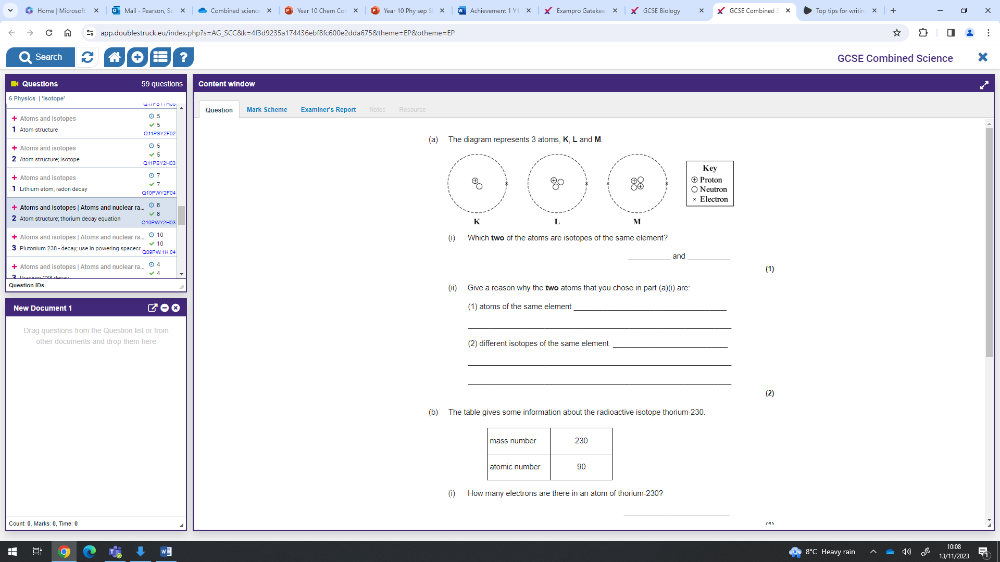 Home | Microsoft
Mail - Pearson, So
Combined science
Year 10 Chem Co
Year 10 Phy sep S
Achievement 1 Y1
Exampro Gatekee
GCSE Biology
GCSE Combined S
Top tips for writin
app.doublestruck.eu/index.php?s=AG_SCC&k=4f3d9235a174436ebf8fc600e2dda675&theme=EP&otheme=EP
Search
?
GCSE Combined Science
Questions 59 questions
6 Physics | 'isotope'
Atoms and isotopes 5
1 Atom structure 5
Q11PSY2F02
Atoms and isotopes 5
2 Atom structure; isotope 5
Q11PSY2H03
Atoms and isotopes 7
1 Lithium atom; radon decay 7
Q10PWY2F04
Atoms and isotopes | Atoms and nuclear ra... 8
2 Atom structure; thorium decay equation 8
Q10PWY2H03
Atoms and isotopes | Atoms and nuclear ra... 10
3 Plutonium 238 - decay; use in powering spacecr... 10
Q09PW.1H.04
Atoms and isotopes | Atoms and nuclear ra... 4
3 Uranium-238 decay 4
Question IDs
New Document 1
Drag questions from the Question list or from
other documents and drop them here
Count: 0, Marks: 0, Time: 0
Content window
Question Mark Scheme Examiner's Report Notes Resource
(a) The diagram represents 3 atoms, K, L and M.
Key
Proton
Neutron
× Electron
K L M
(i) Which two of the atoms are isotopes of the same element?
__________ and __________
(1)
(ii) Give a reason why the two atoms that you chose in part (a)(i) are:
(1) atoms of the same element
(2) different isotopes of the same element.
(2)
(b) The table gives some information about the radioactive isotope thorium-230.
mass number 230
atomic number 90
(i) How many electrons are there in an atom of thorium-230?
(1)
8°C Heavy rain
10:08
13/11/2023
1